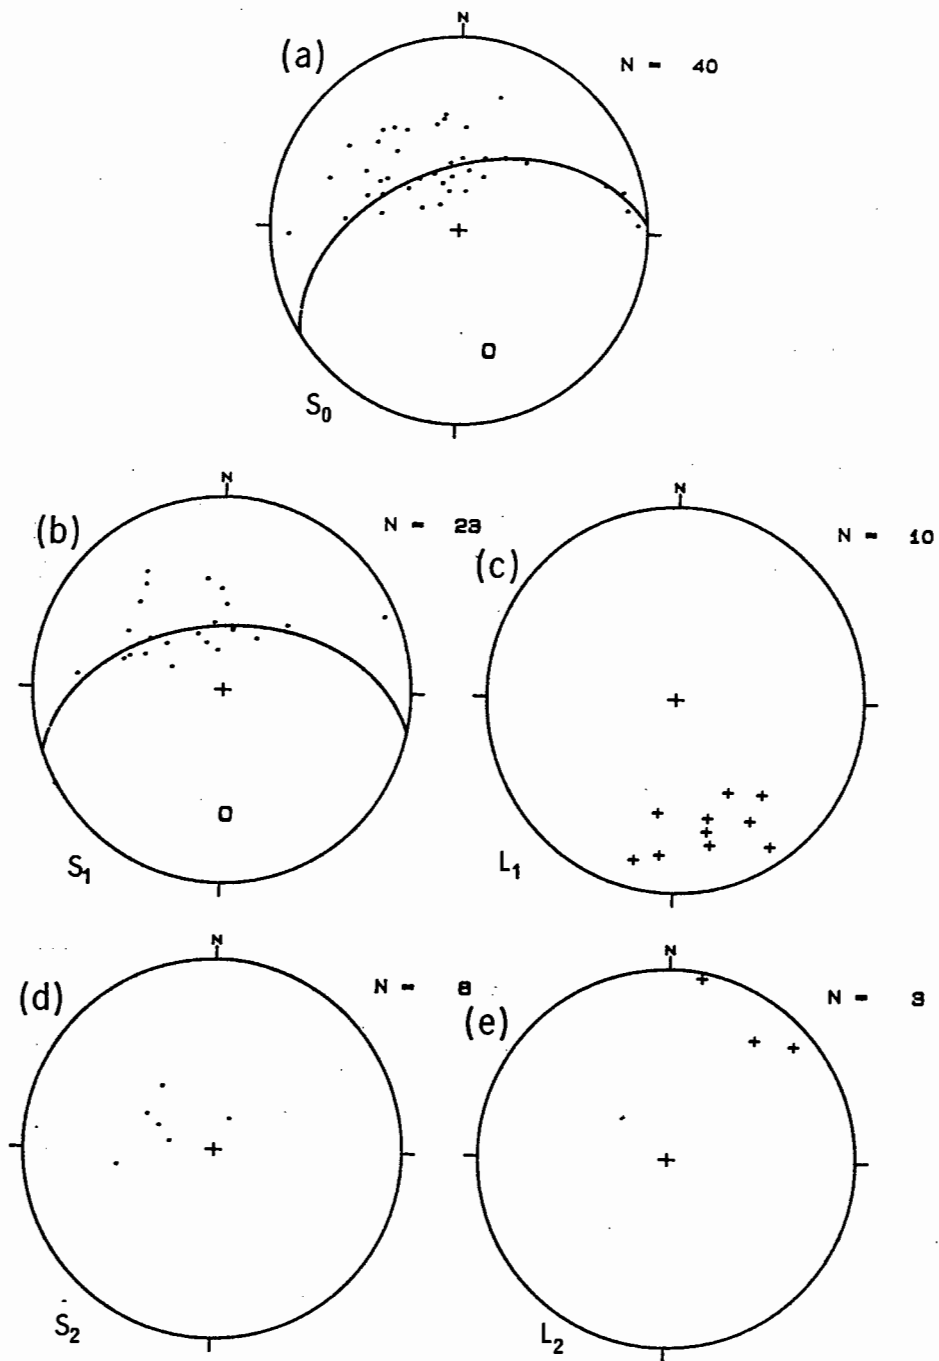 N
(a)
N = 40
S0
N
(b)
N = 23
S1
N
(c)
N = 10
L1
N
(d)
N = 8
S2
N
(e)
N = 3
L2